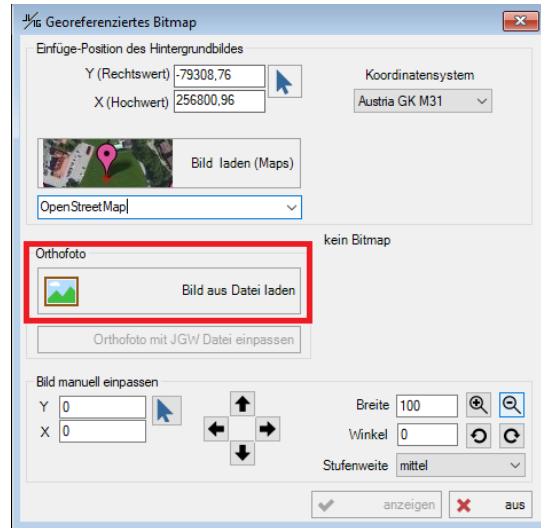 Georeferenziertes Bitmap
Einfüge-Position des Hintergrundbildes
Y (Rechtswert) -79308,76
X (Hochwert) 256800,96
Koordinatensystem
Austria GK M31
Bild laden (Maps)
OpenStreetMap
kein Bitmap
Orthofoto
Bild aus Datei laden
Orthofoto mit JGW Datei einpassen
Bild manuell einpassen
Y 0
X 0
Breite 100
Winkel 0
Stufenweite mittel
anzeigen
aus